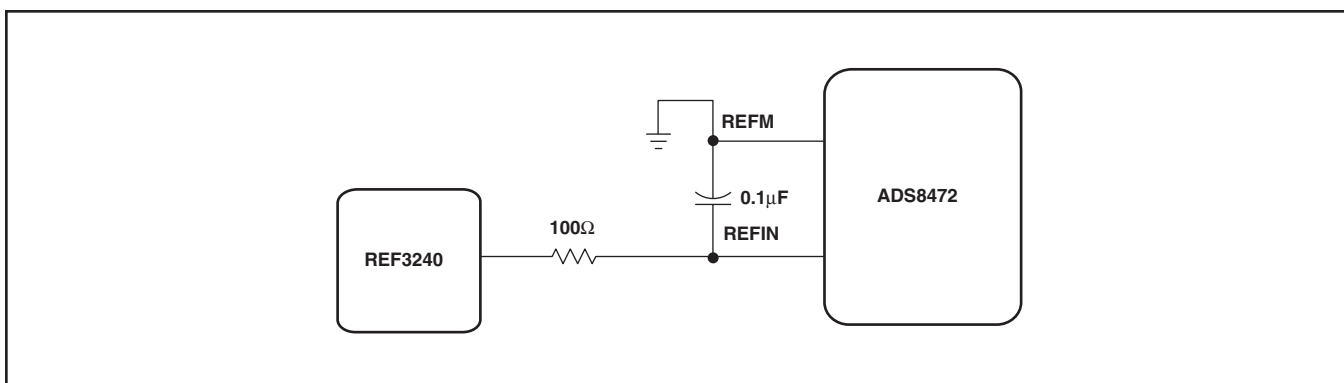 REFM
0.1μF
ADS8472
100Ω
REFIN
REF3240